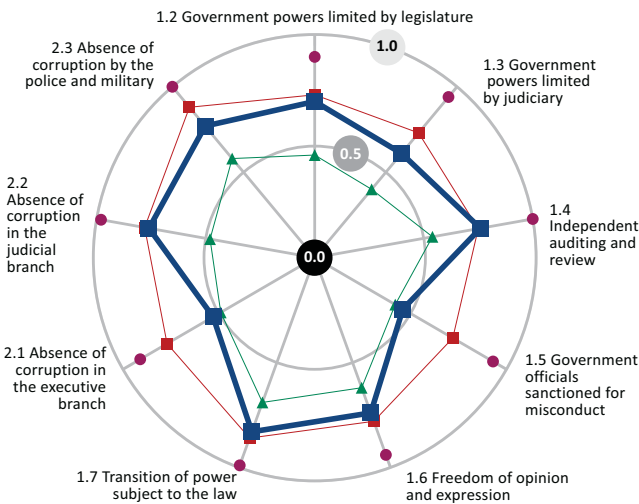 1.2 Government powers limited by legislature
1.0
2.3 Absence of
corruption by the
police and military
1.3 Government
powers limited
by judiciary
0.5
2.2
Absence of
corruption
in the
judicial
branch
1.4
Independent
auditing and
review
0.0
2.1 Absence of
corruption in
the executive
branch
1.5 Government
officials
sanctioned for
misconduct
1.7 Transition of power
subject to the law
1.6 Freedom of opinion
and expression